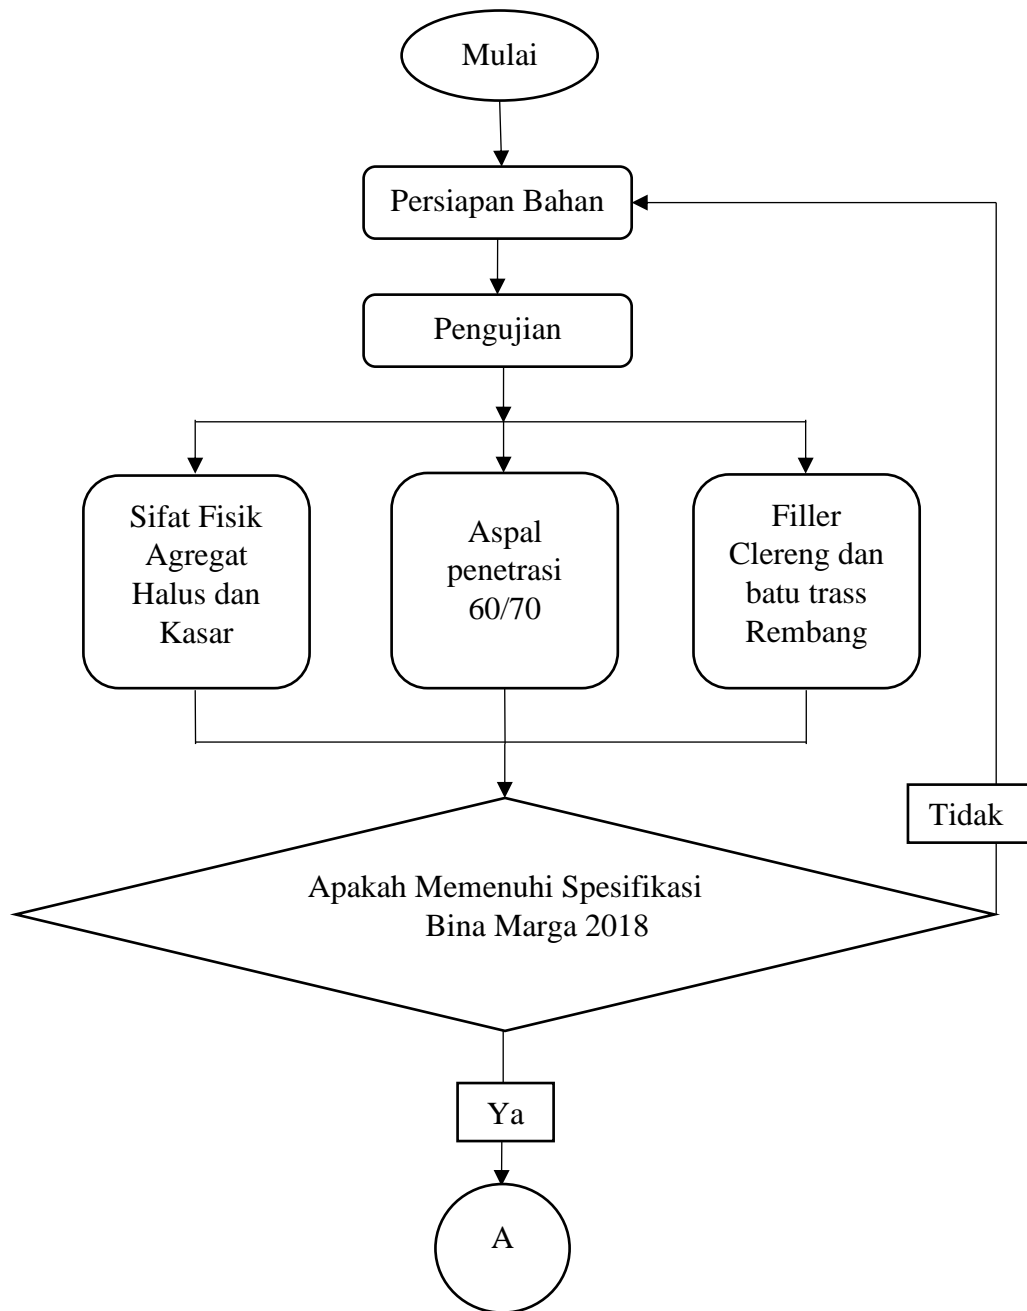 Mulai
Persiapan Bahan
Pengujian
Sifat Fisik
Agregat
Halus dan
Kasar
Aspal
penetrasi
60/70
Filler
Clereng dan
batu trass
Rembang
Tidak
Apakah Memenuhi Spesifikasi
Bina Marga 2018
Ya
A